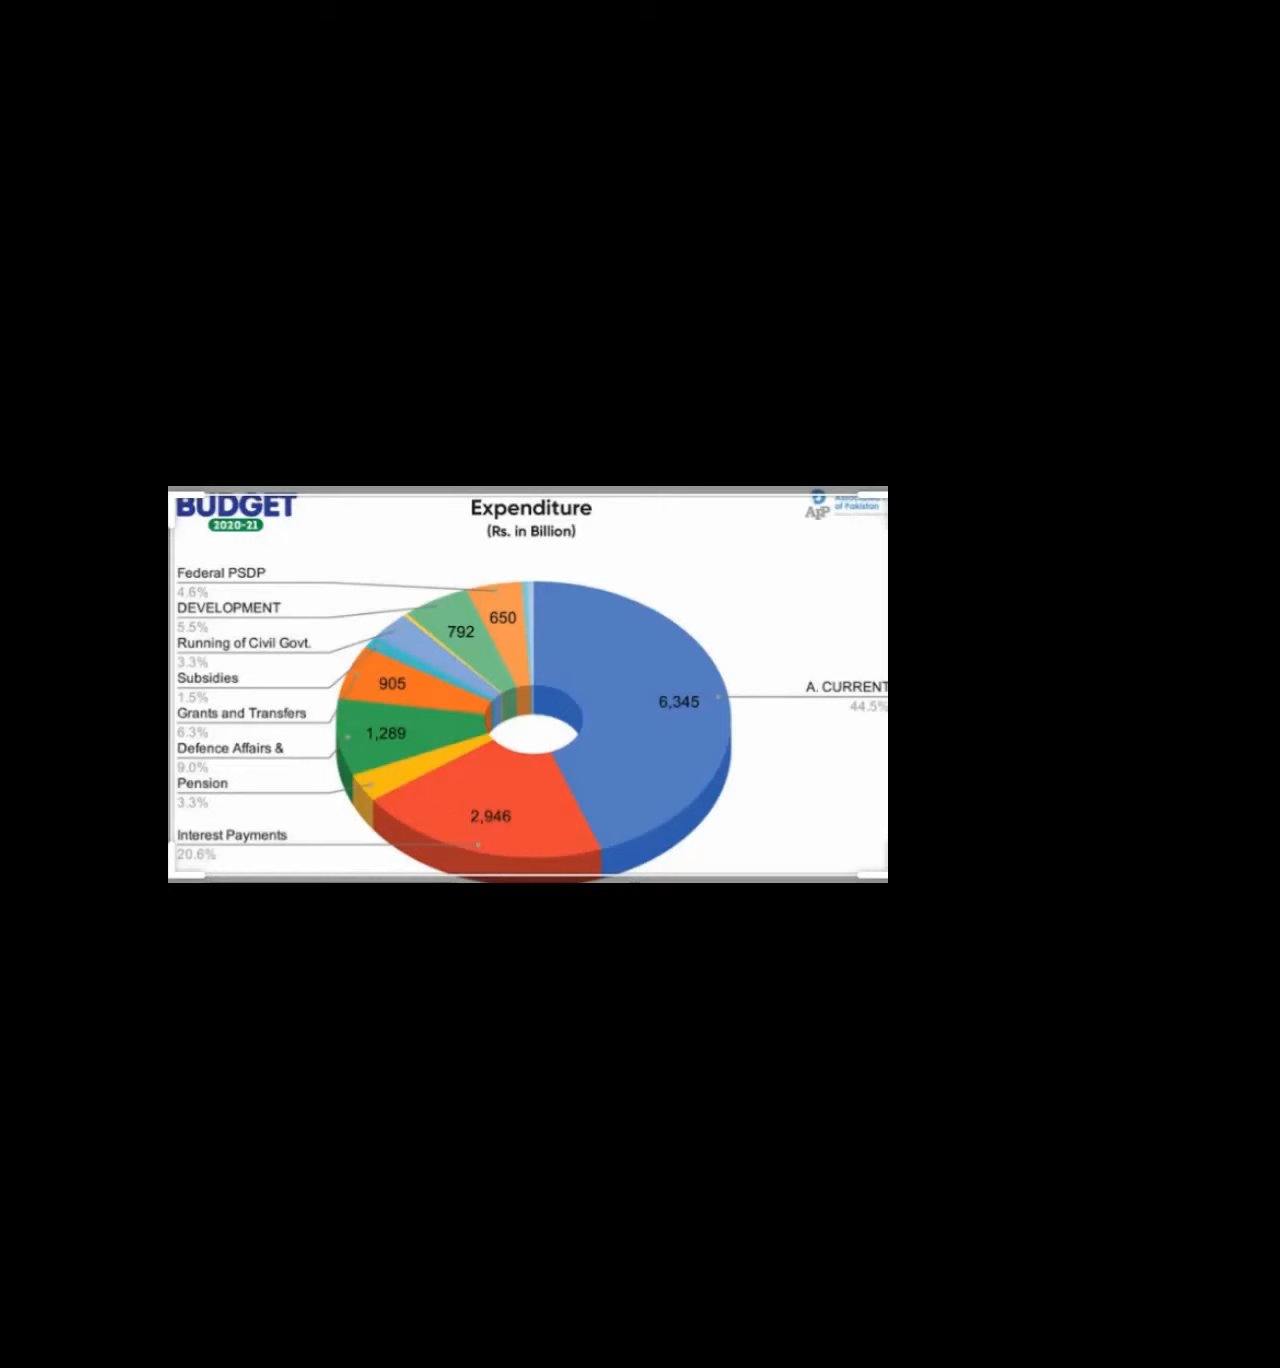 BUDGET
2020-21
Expenditure
(Rs. in Billion)
APP
of Pakistan
Federal PSDP
4.6%
DEVELOPMENT
5.5%
Running of Civil Govt.
3.3%
Subsidies
1.5%
Grants and Transfers
6.3%
Defence Affairs &
9.0%
Pension
3.3%
Interest Payments
20.6%
650
792
905
1,289
2,946
6,345
A. CURRENT
44.5%